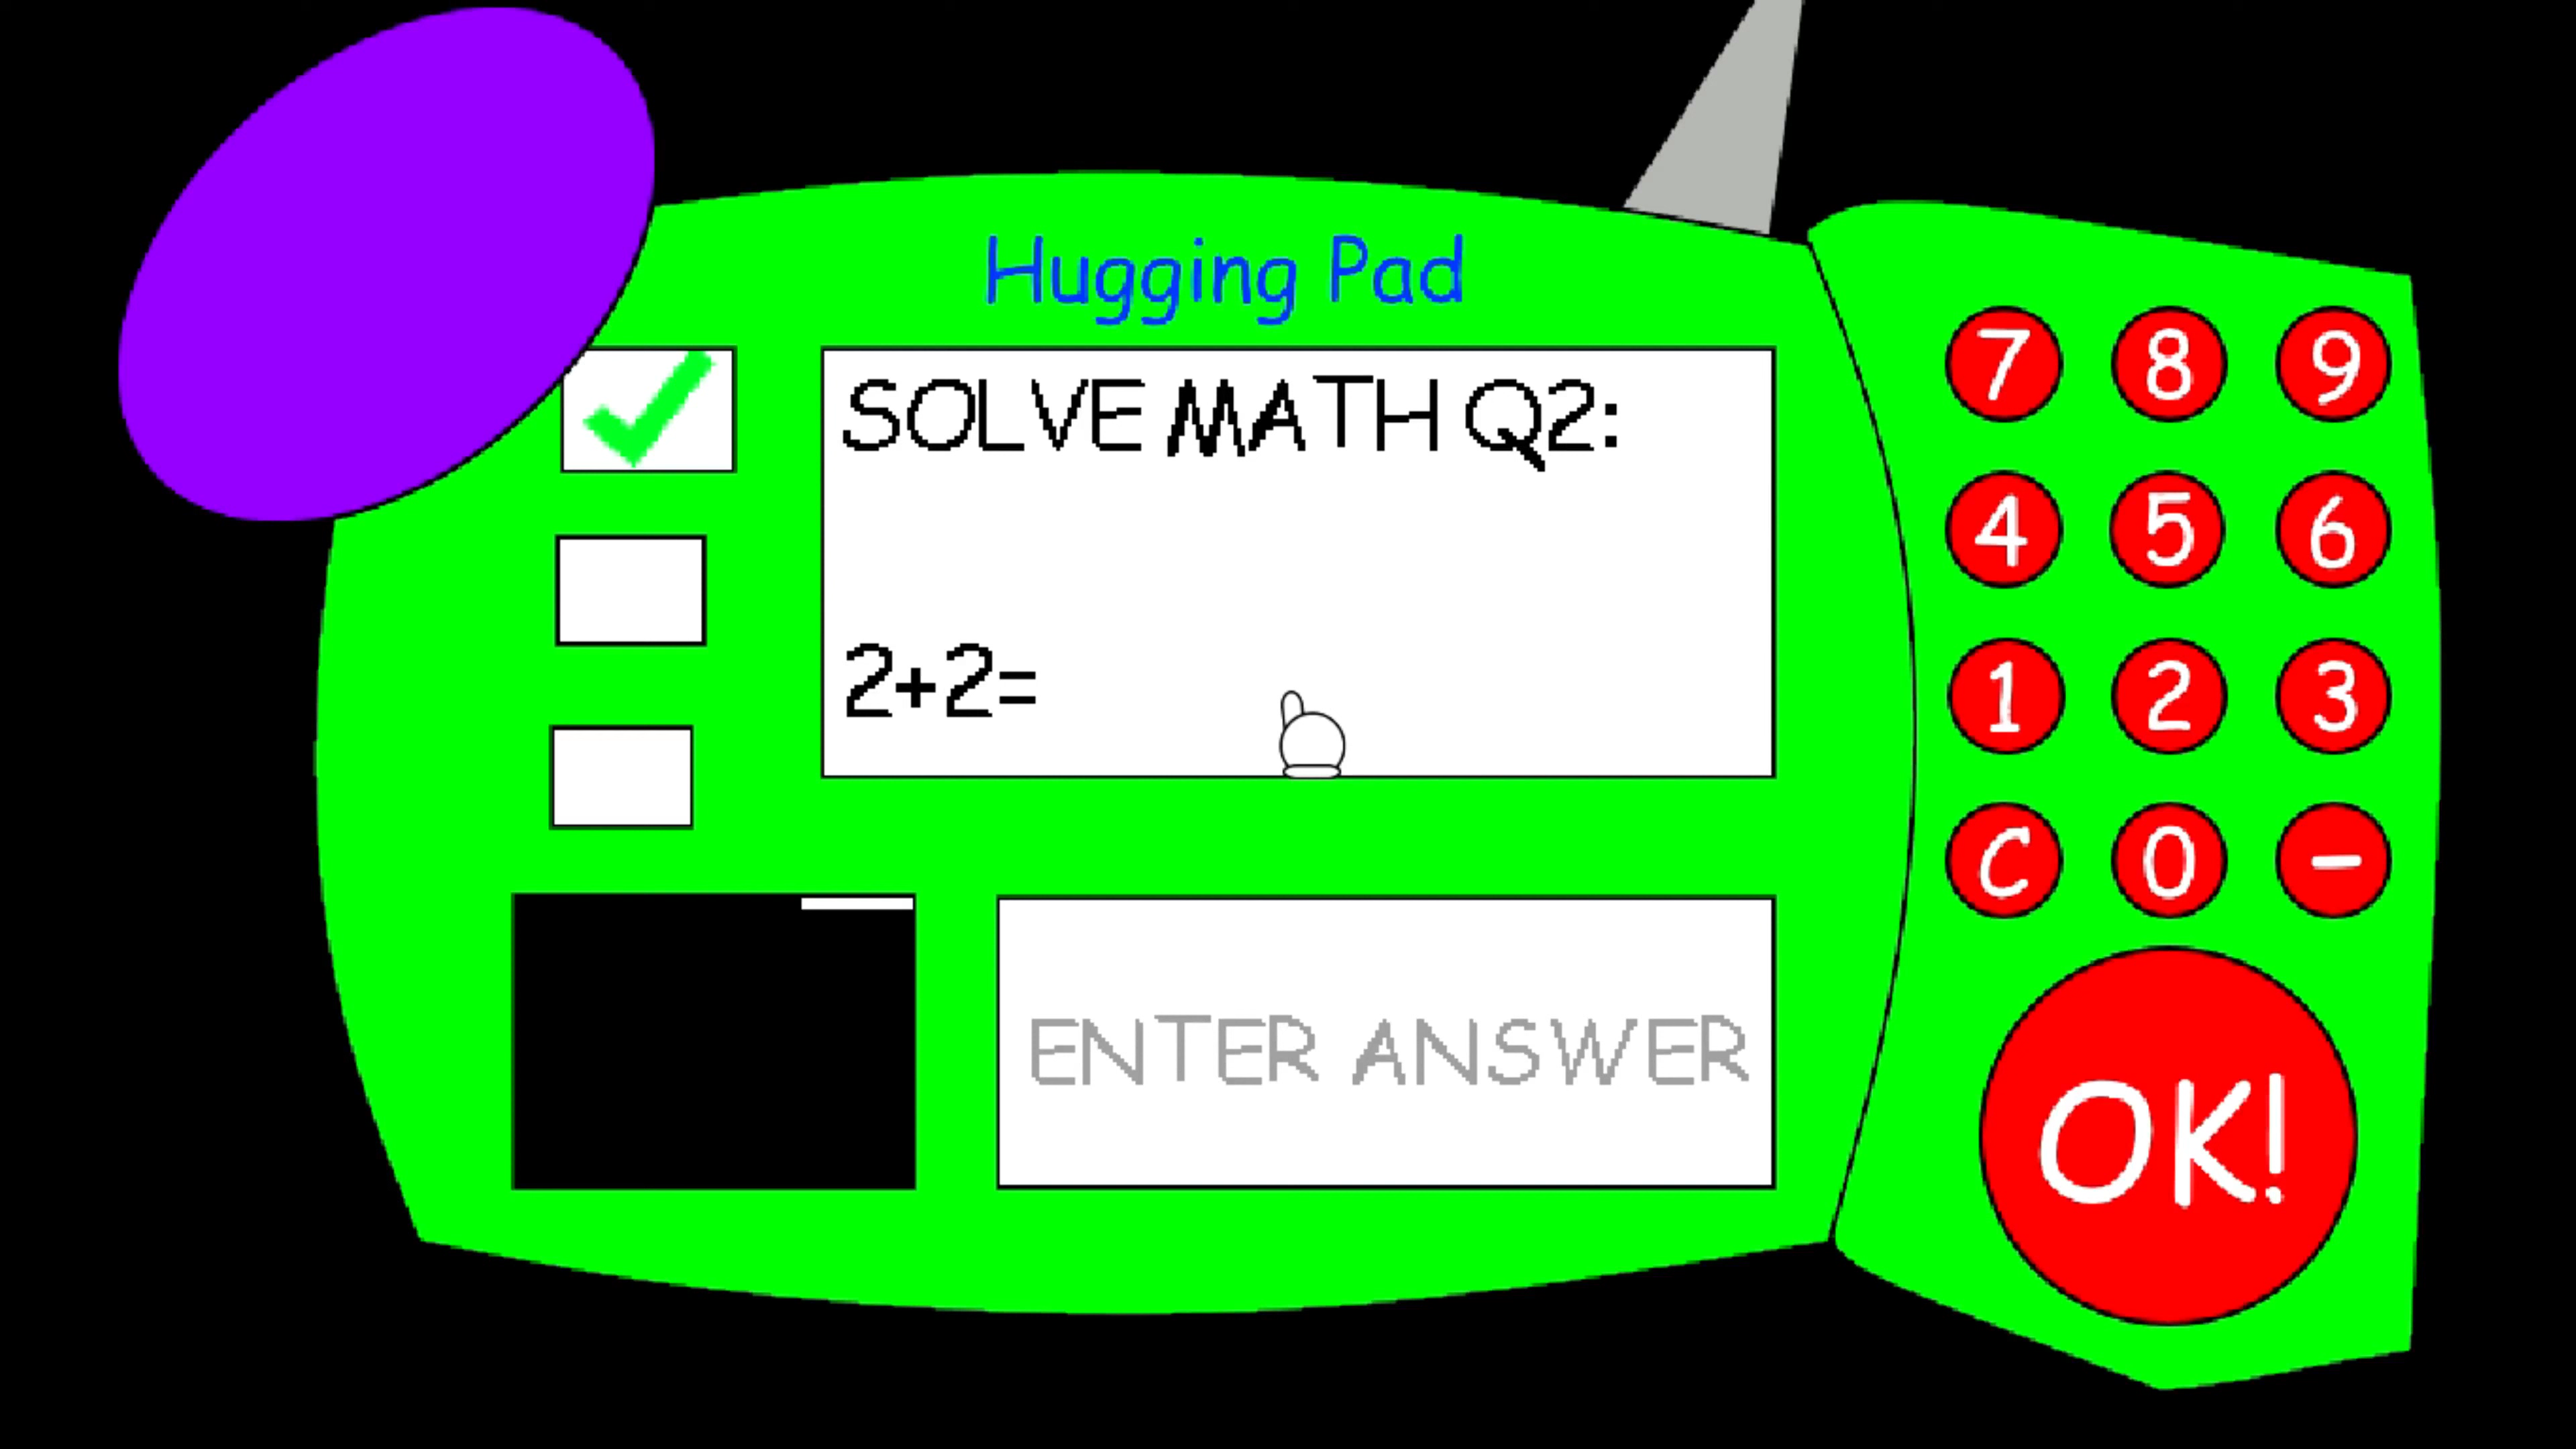 Hugging Pad
SOLVE MATH Q2:
2+2=
ENTER ANSWER
7 8 9
4 5 6
1 2 3
C 0 -
OK!